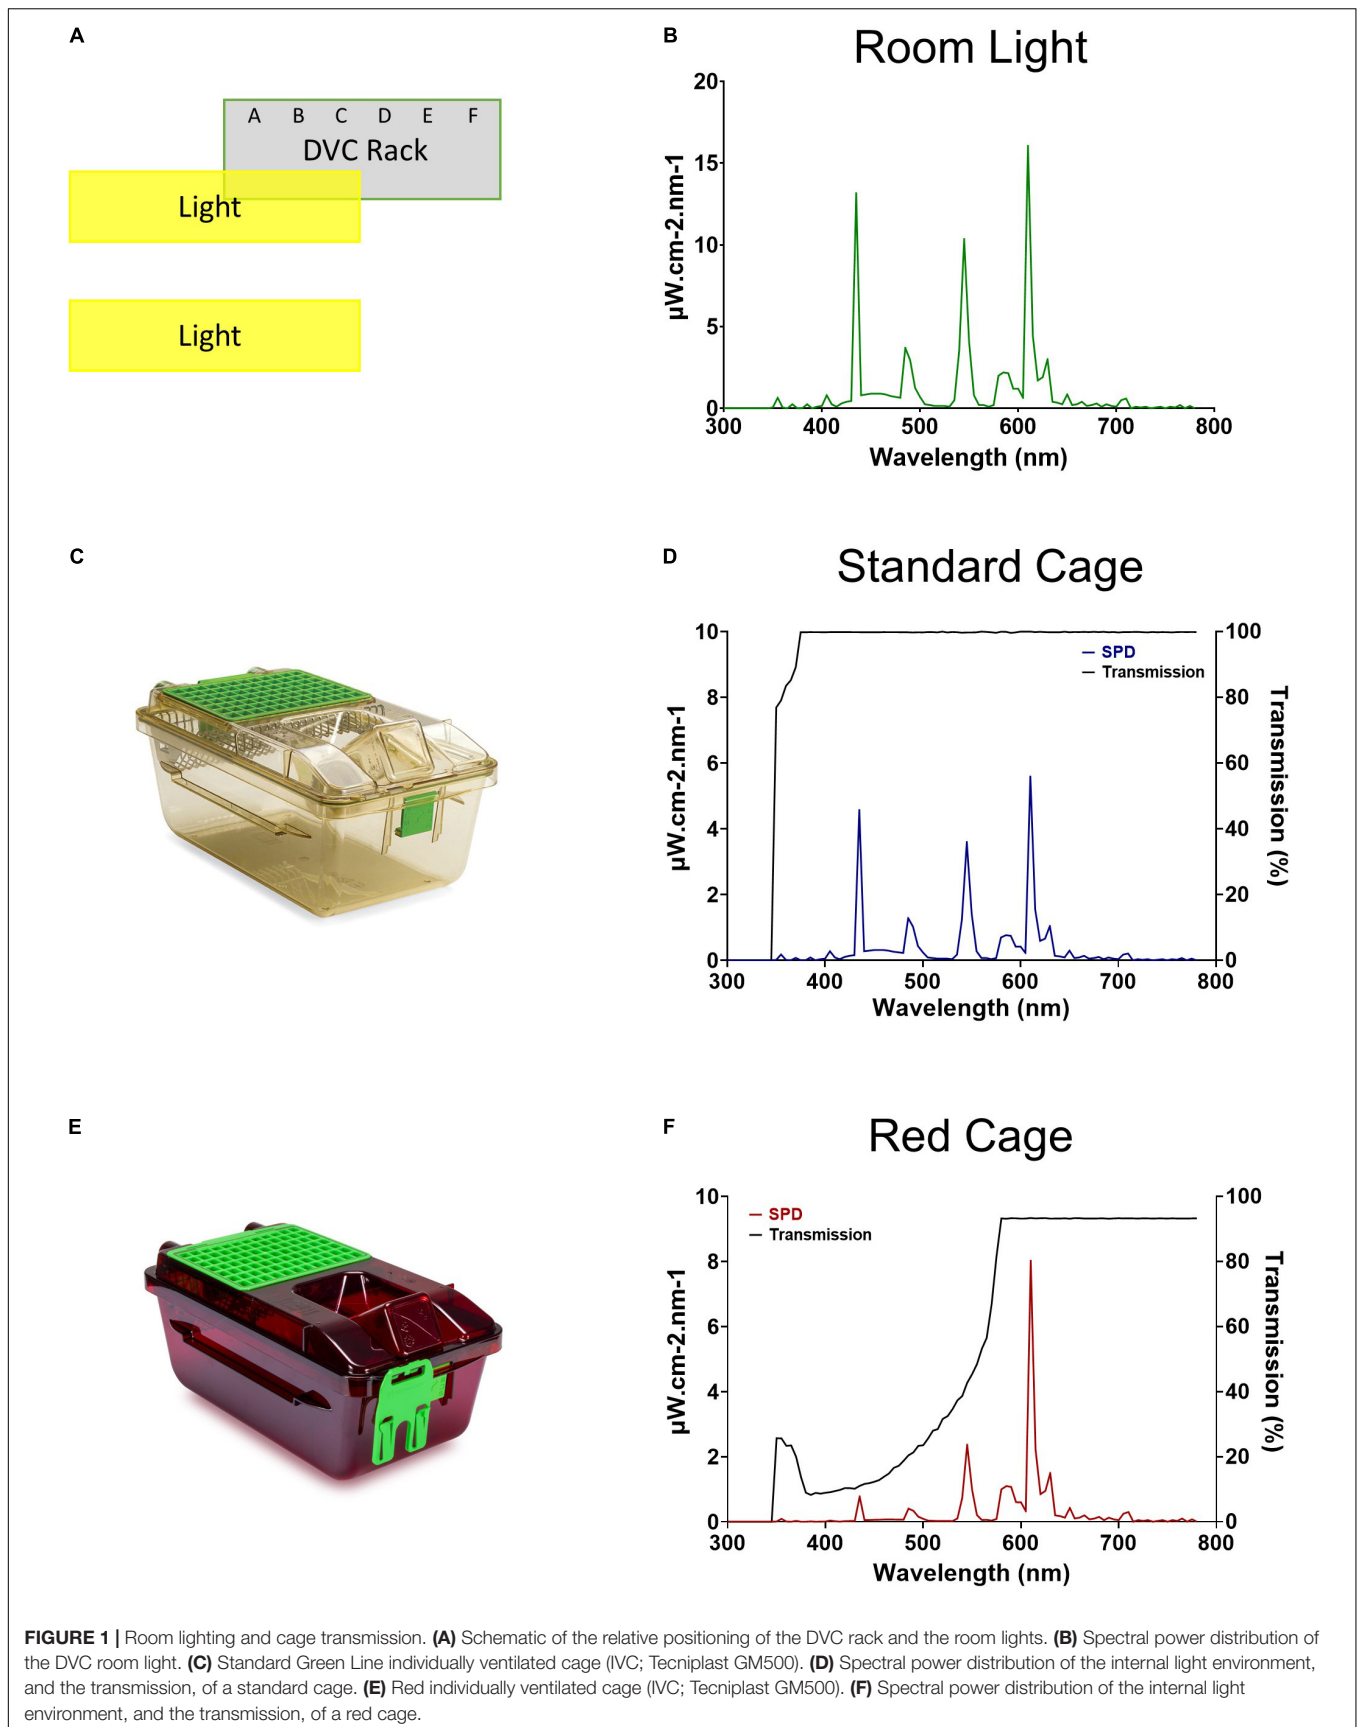 A
A B C D E F
DVC Rack
Light
Light
B
Room Light
20
15
10
5
0
µW.cm-2.nm-1
300 400 500 600 700 800
Wavelength (nm)
C
D
Standard Cage
10
8
6
4
2
0
µW.cm-2.nm-1
SPD
Transmission
100
80
60
40
20
0
Transmission (%)
300 400 500 600 700 800
Wavelength (nm)
E
F
Red Cage
10
8
6
4
2
0
µW.cm-2.nm-1
SPD
Transmission
100
80
60
40
20
0
Transmission (%)
300 400 500 600 700 800
Wavelength (nm)
FIGURE 1 | Room lighting and cage transmission. (A) Schematic of the relative positioning of the DVC rack and the room lights. (B) Spectral power distribution of
the DVC room light. (C) Standard Green Line individually ventilated cage (IVC; Tecniplast GM500). (D) Spectral power distribution of the internal light environment,
and the transmission, of a standard cage. (E) Red individually ventilated cage (IVC; Tecniplast GM500). (F) Spectral power distribution of the internal light
environment, and the transmission, of a red cage.